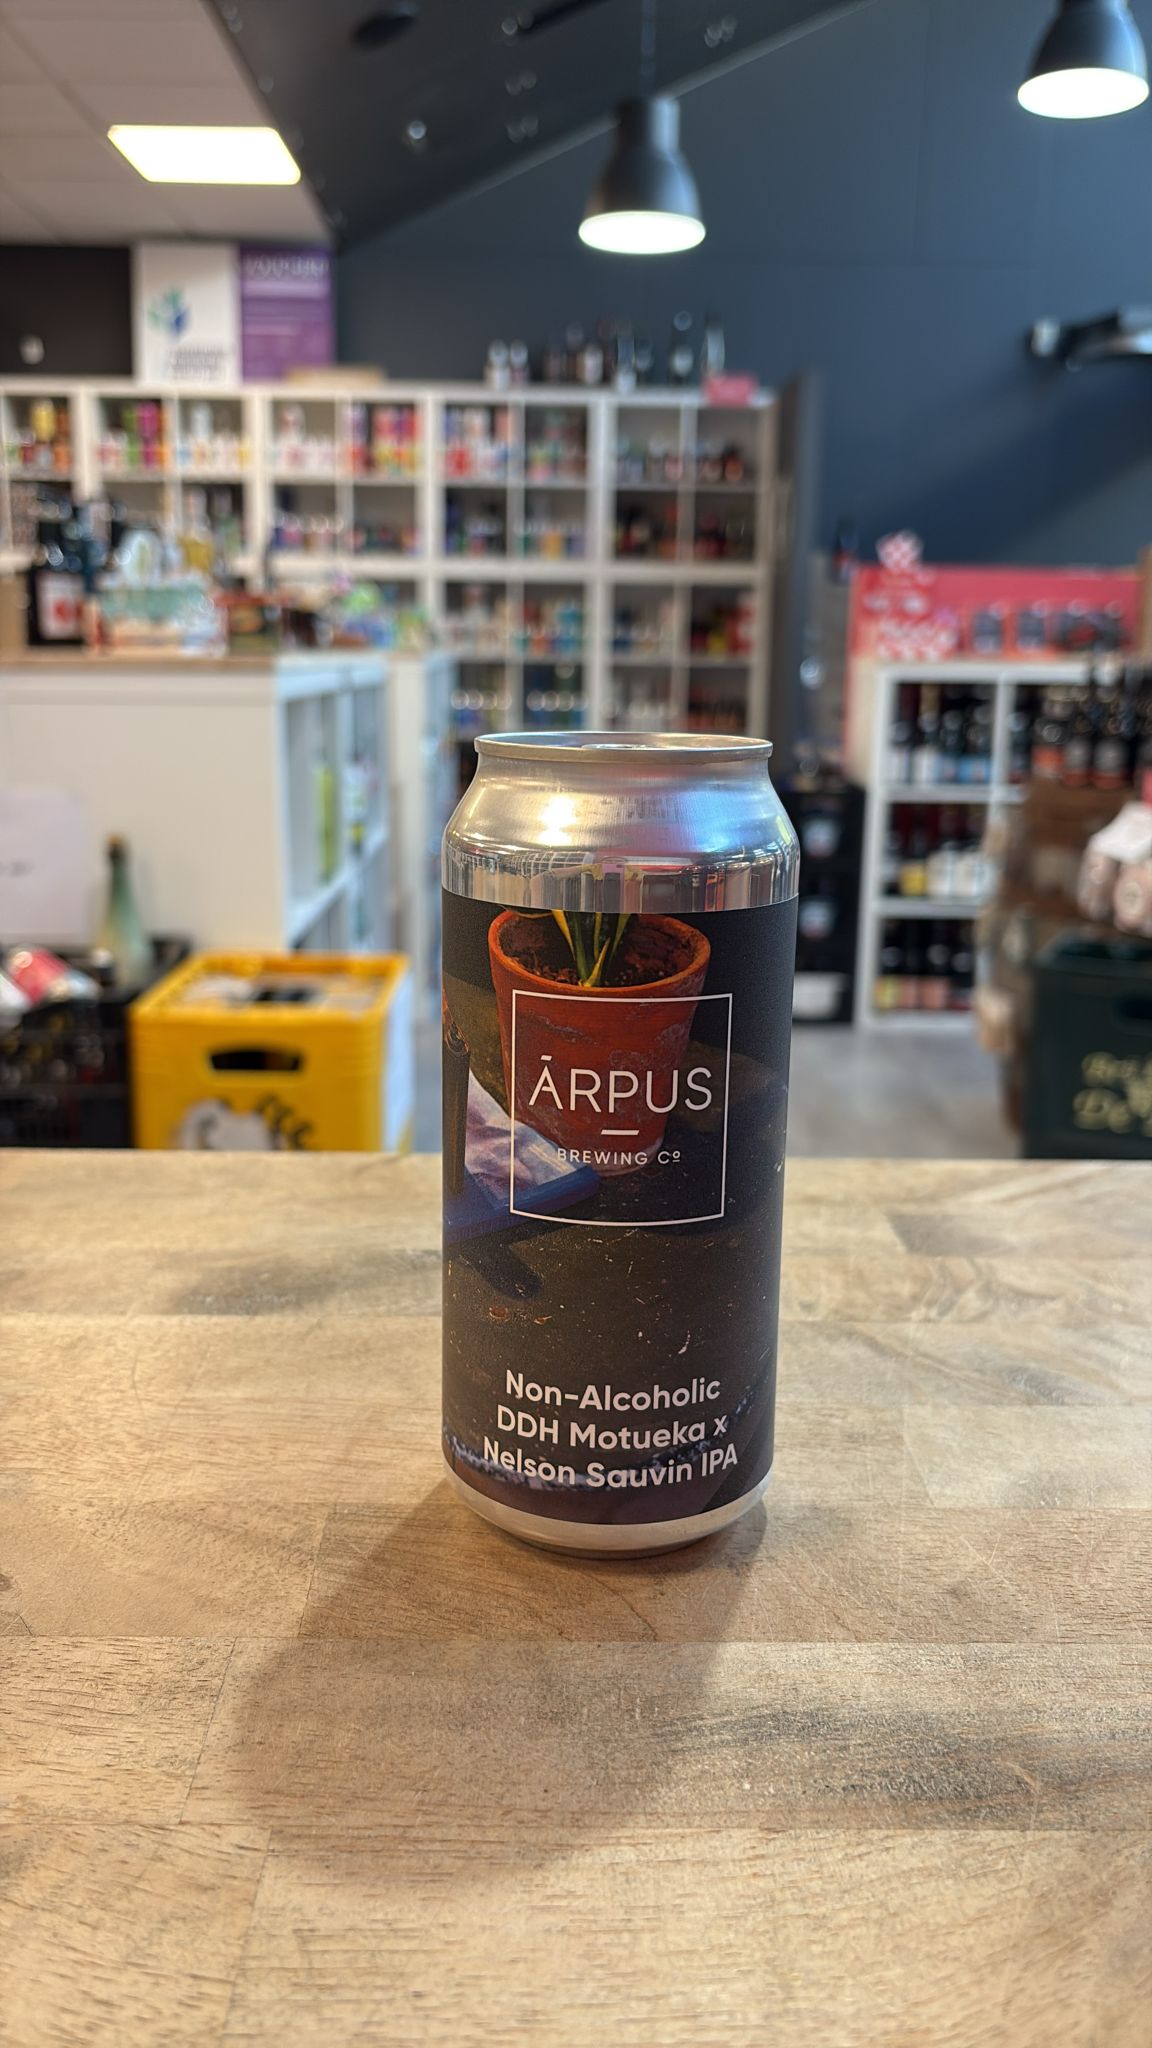 ĀRPUS
BREWING Cº
Non-Alcoholic
DDH Motueka x
Nelson Sauvin IPA